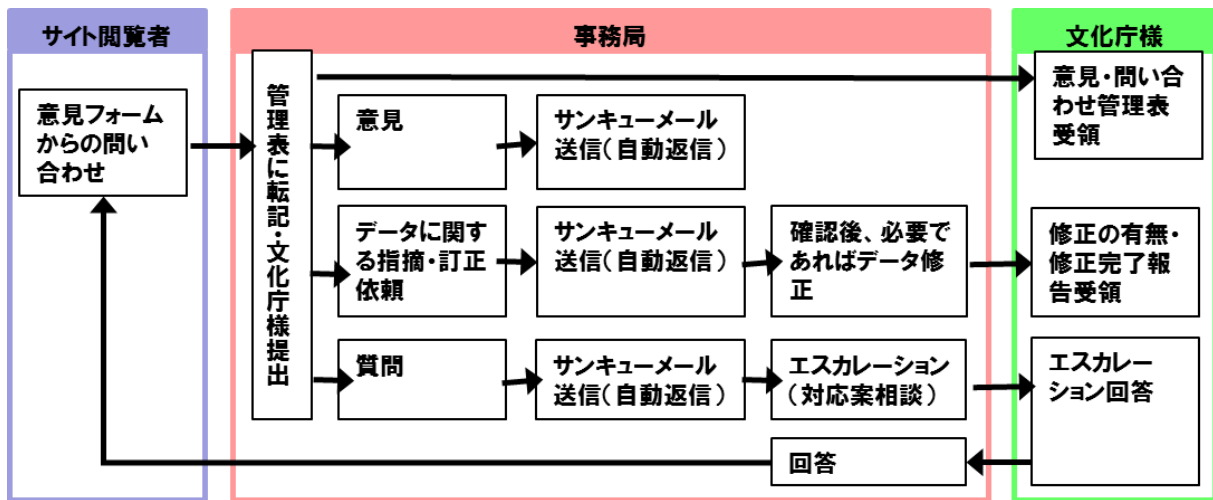 サイト閲覧者
事務局
文化庁様
意見フォーム
からの問い
合わせ
管理表に転記・文化庁様提出
意見
サンキューメール
送信(自動返信)
意見・問い合
わせ管理表
受領
データに関す
る指摘・訂正
依頼
サンキューメール
送信(自動返信)
確認後、必要で
あればデータ修
正
修正の有無・
修正完了報
告受領
質問
サンキューメール
送信(自動返信)
エスカレーション
(対応案相談)
エスカレー
ション回答
回答